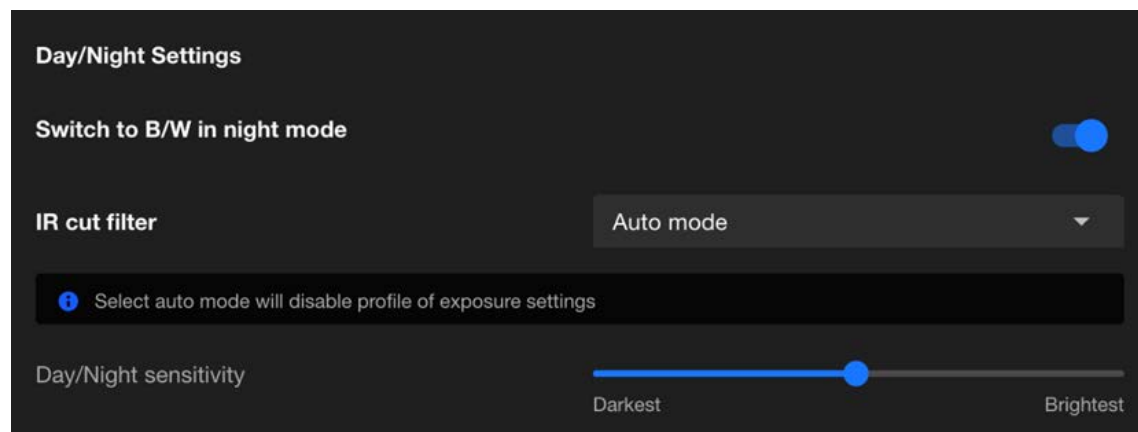 Day/Night Settings
Switch to B/W in night mode
IR cut filter
Auto mode
Select auto mode will disable profile of exposure settings
Day/Night sensitivity
Darkest
Brightest